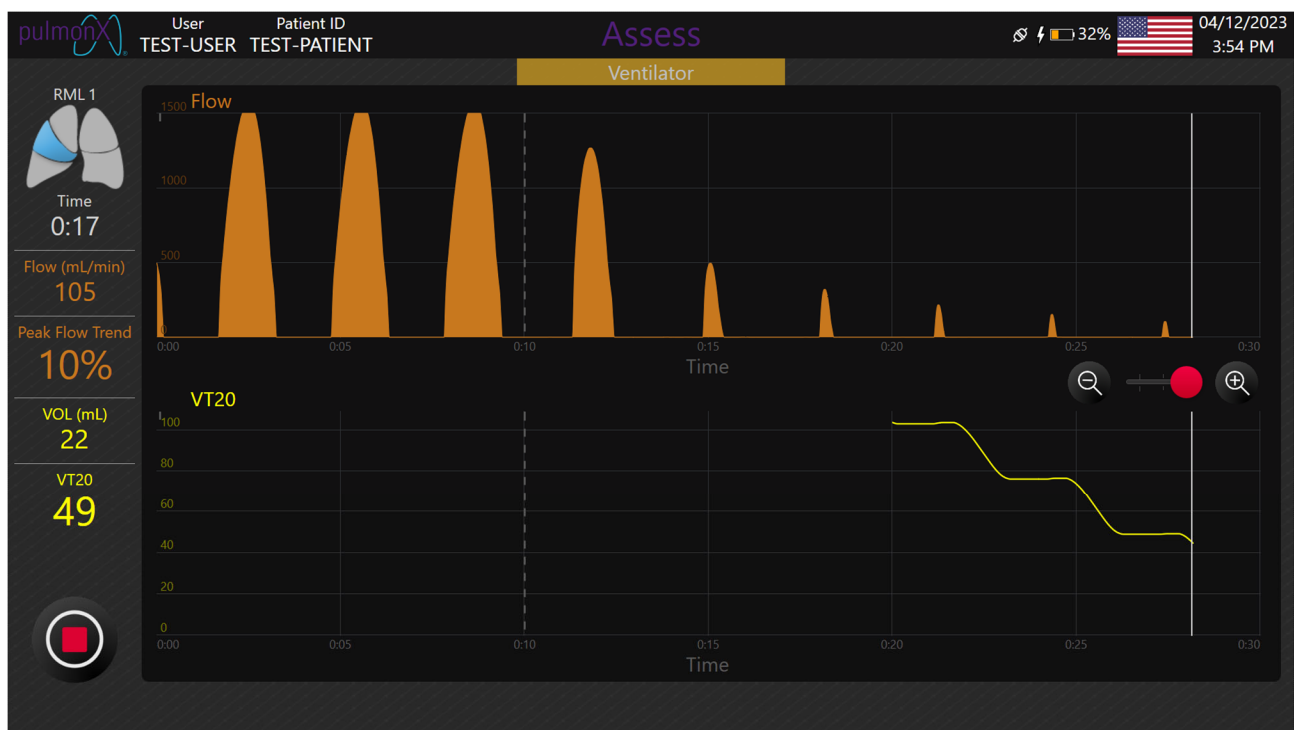 pulmonX
User
TEST-USER
Patient ID
TEST-PATIENT
Assess
32%
04/12/2023
3:54 PM
Ventilator
RML 1
Time
0:17
Flow (mL/min)
105
Peak Flow Trend
10%
VOL (mL)
22
VT20
49
Flow
1500
1000
500
0
0:00 0:05 0:10 0:15 0:20 0:25 0:30
Time
VT20
100
80
60
40
20
0
0:00 0:05 0:10 0:15 0:20 0:25 0:30
Time